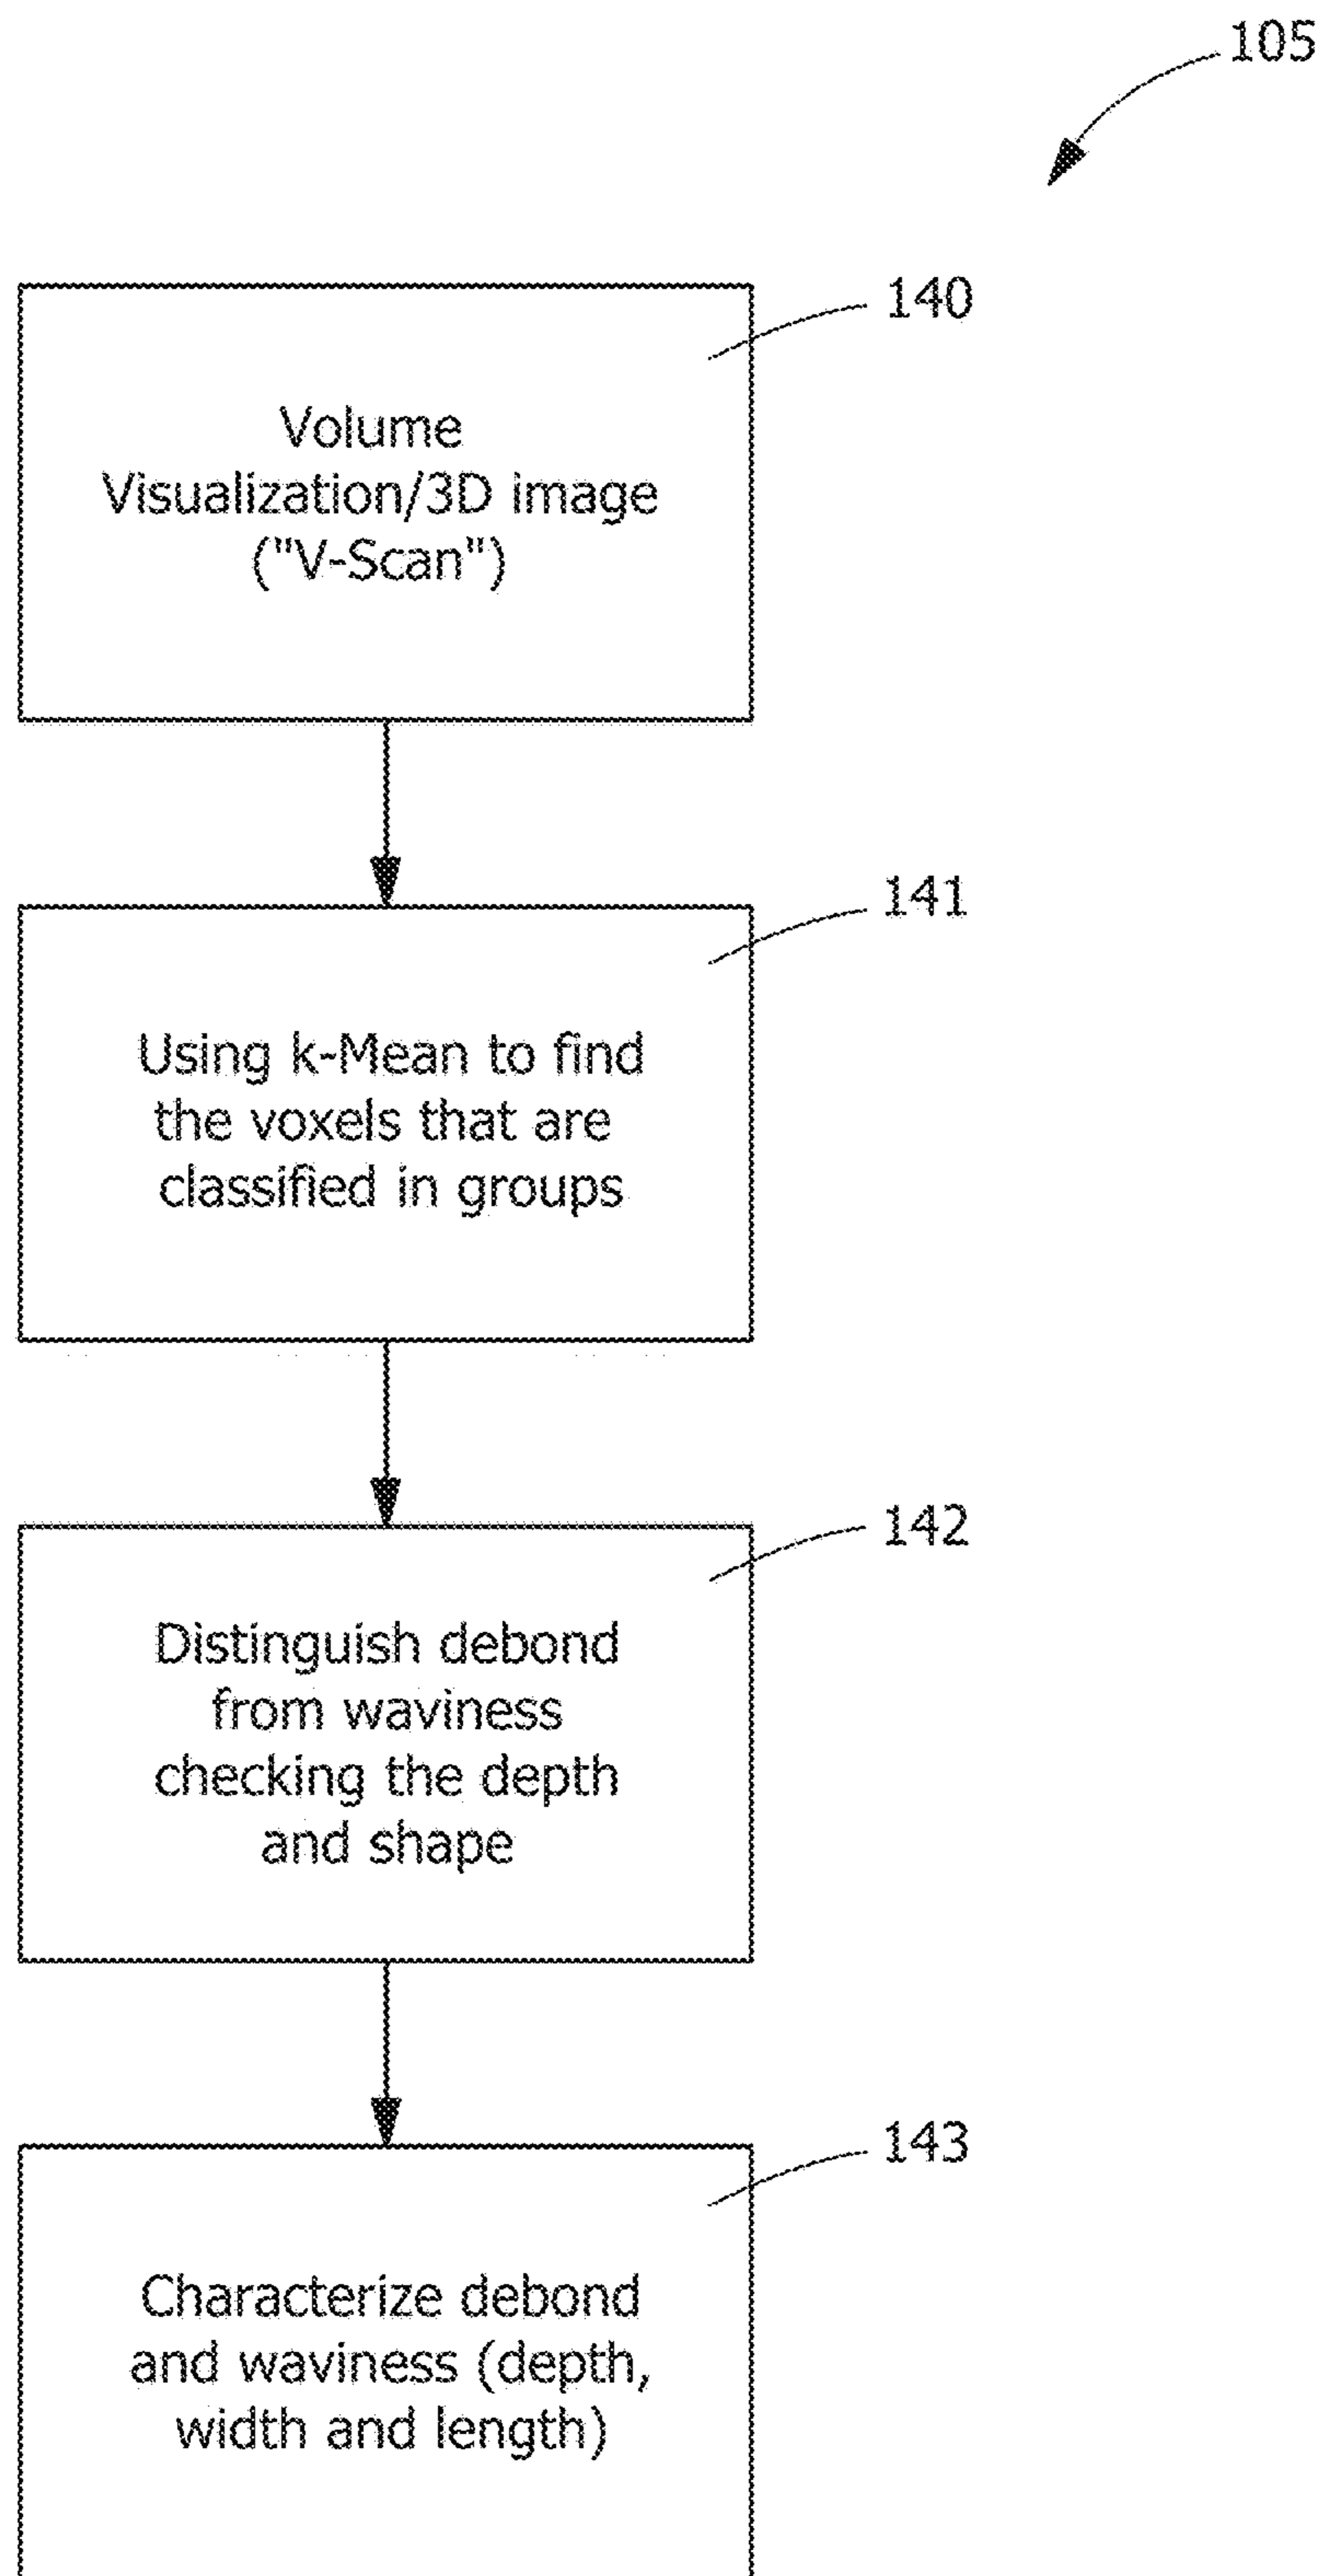 105
140
Volume
Visualization/3D image
("V-Scan")
141
Using k-Mean to find
the voxels that are
classified in groups
142
Distinguish debond
from waviness
checking the depth
and shape
143
Characterize debond
and waviness (depth,
width and length)